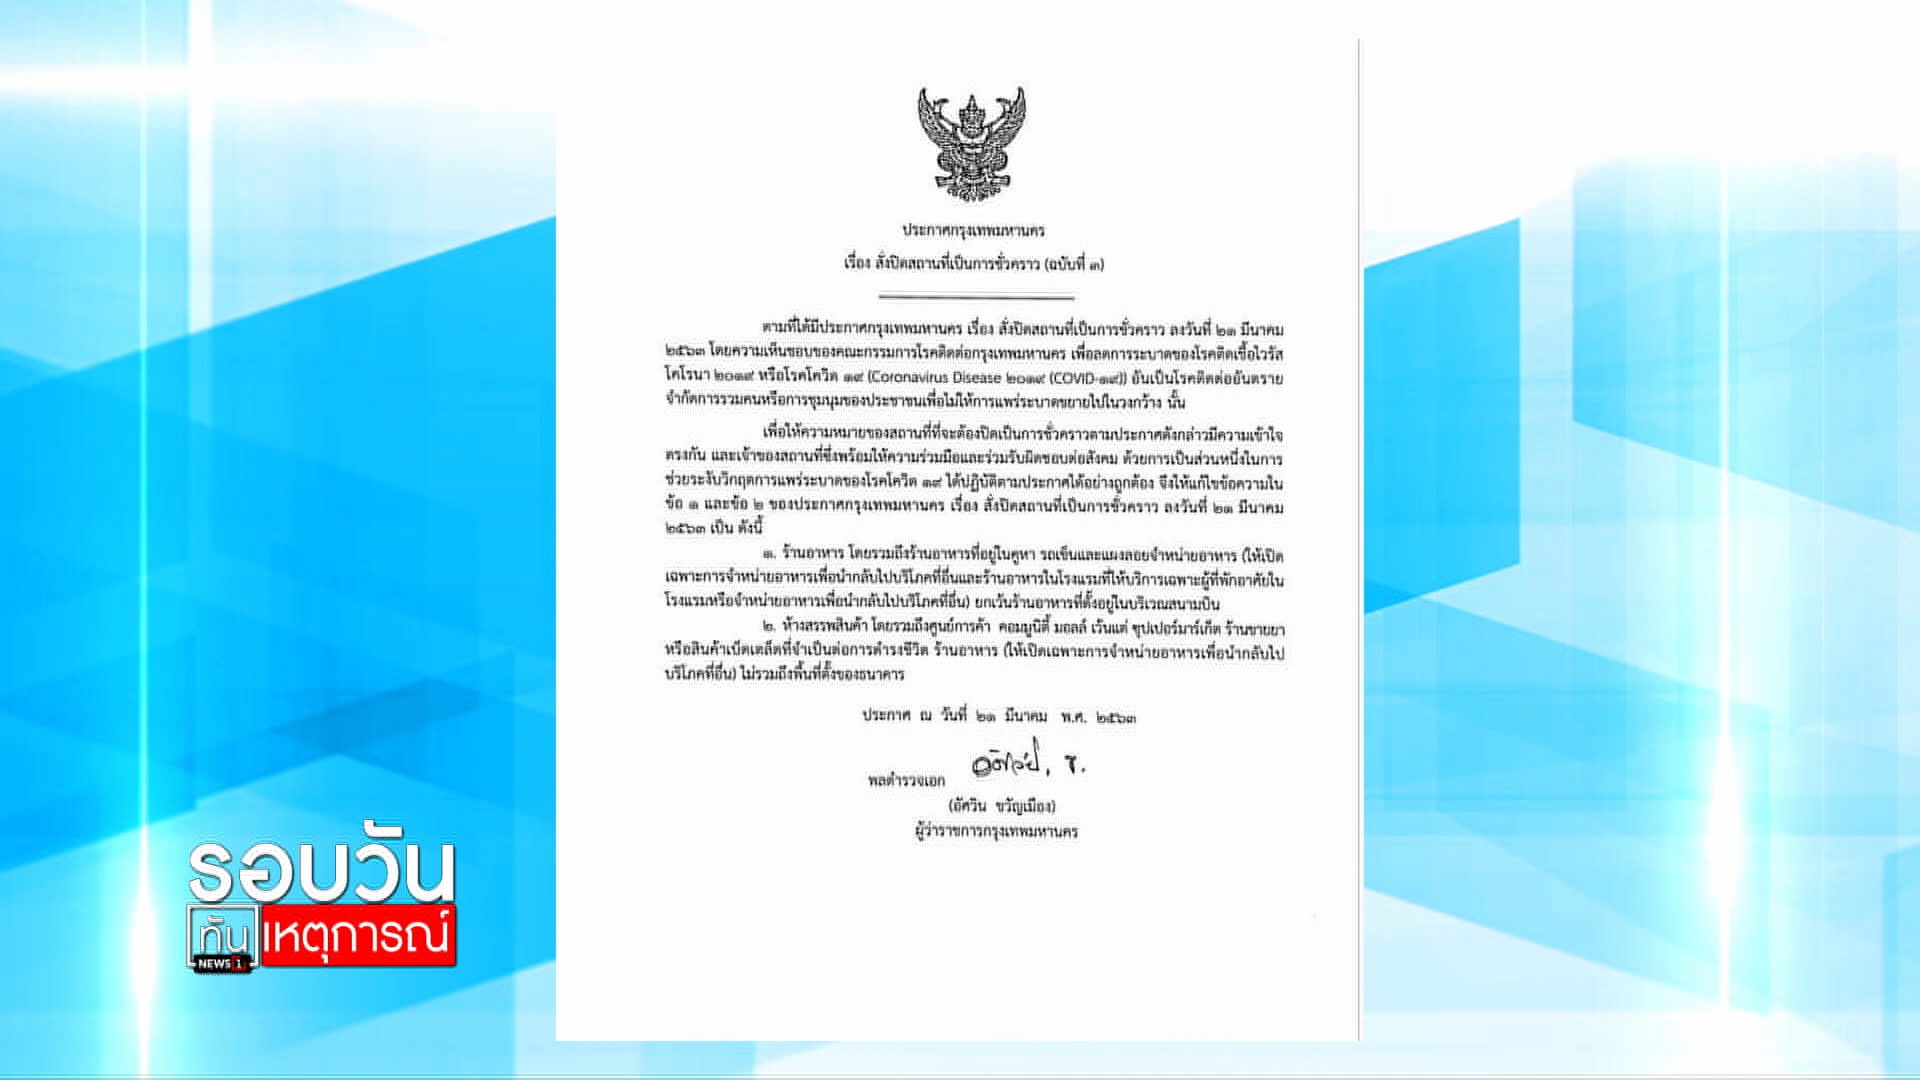 ประกาศกรุงเทพมหานคร
เรื่อง สั่งปิดสถานที่เป็นการชั่วคราว (ฉบับที่ ๓)
ตามที่ได้มีประกาศกรุงเทพมหานคร เรื่อง สั่งปิดสถานที่เป็นการชั่วคราว ลงวันที่ ๒๑ มีนาคม
๒๕๖๓ โดยความเห็นชอบของคณะกรรมการโรคติดต่อกรุงเทพมหานคร เพื่อลดการระบาดของโรคติดเชื้อไวรัส
โคโรนา ๒๐๑๙ หรือโรคโควิด ๑๙ (Coronavirus Disease ๒๐๑๙ (COVID-๑๙)) อันเป็นโรคติดต่ออันตราย
จำกัดการรวมคนหรือการชุมนุมของประชาชนเพื่อไม่ให้การแพร่ระบาดขยายไปในวงกว้าง นั้น
เพื่อให้ความหมายของสถานที่ที่จะต้องปิดเป็นการชั่วคราวตามประกาศดังกล่าวมีความเข้าใจ
ตรงกัน และเจ้าของสถานที่ซึ่งพร้อมให้ความร่วมมือและร่วมรับผิดชอบต่อสังคม ด้วยการเป็นส่วนหนึ่งในการ
ช่วยระงับวิกฤตการแพร่ระบาดของโรคโควิด ๑๙ ได้ปฏิบัติตามประกาศได้อย่างถูกต้อง จึงให้แก้ไขข้อความใน
ข้อ ๑ และข้อ ๒ ของประกาศกรุงเทพมหานคร เรื่อง สั่งปิดสถานที่เป็นการชั่วคราว ลงวันที่ ๒๑ มีนาคม
๒๕๖๓ เป็น ดังนี้
๑. ร้านอาหาร โดยรวมถึงร้านอาหารที่อยู่ในคูหา รถเข็นและแผงลอยจำหน่ายอาหาร (ให้เปิด
เฉพาะการจำหน่ายอาหารเพื่อนำกลับไปบริโภคที่อื่นและร้านอาหารในโรงแรมที่ให้บริการเฉพาะผู้ที่พักอาศัยใน
โรงแรมหรือจำหน่ายอาหารเพื่อนำกลับไปบริโภคที่อื่น) ยกเว้นร้านอาหารที่ตั้งอยู่ในบริเวณสนามบิน
๒. ห้างสรรพสินค้า โดยรวมถึงศูนย์การค้า คอมมูนิตี้ มอลล์ เว้นแต่ ซุปเปอร์มาร์เก็ต ร้านขายยา
หรือสินค้าเบ็ดเตล็ดที่จำเป็นต่อการดำรงชีวิต ร้านอาหาร (ให้เปิดเฉพาะการจำหน่ายอาหารเพื่อนำกลับไป
บริโภคที่อื่น) ไม่รวมถึงพื้นที่ตั้งของธนาคาร
ประกาศ ณ วันที่ ๒๑ มีนาคม พ.ศ. ๒๕๖๓
พลตำรวจเอก
(อัศวิน ขวัญเมือง)
ผู้ว่าราชการกรุงเทพมหานคร
รอบวัน
ทันเหตุการณ์
NEWS 1